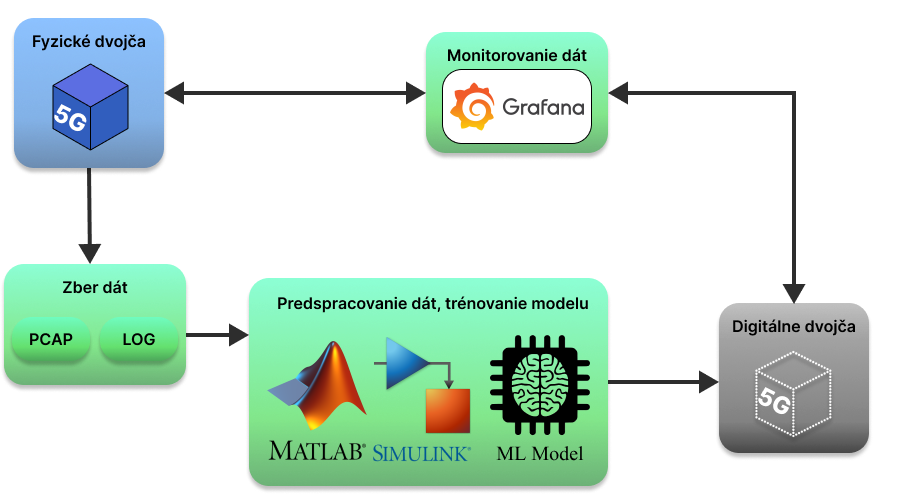 Fyzické dvojča
5G
Monitorovanie dát
Grafana
Zber dát
PCAP
LOG
Predspracovanie dát, trénovanie modelu
MATLAB®
SIMULINK®
ML Model
Digitálne dvojča
5G